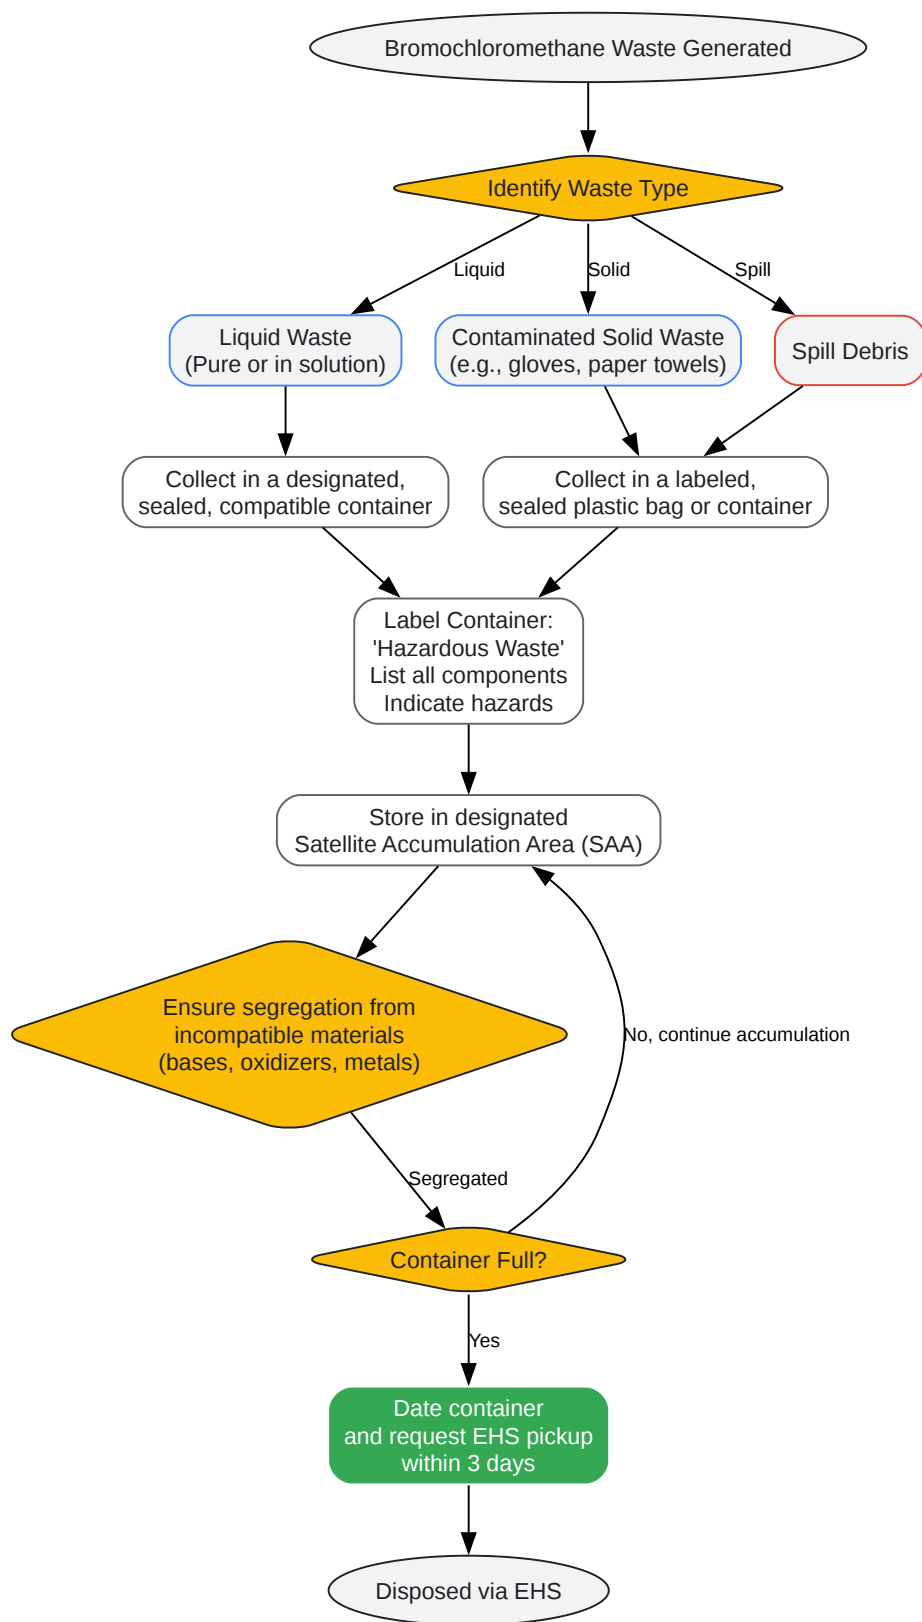 Bromochloromethane Waste Generated
Identify Waste Type
Liquid
Solid
Spill
Liquid Waste
(Pure or in solution)
Contaminated Solid Waste
(e.g., gloves, paper towels)
Spill Debris
Collect in a designated,
sealed, compatible container
Collect in a labeled,
sealed plastic bag or container
Label Container:
'Hazardous Waste'
List all components
Indicate hazards
Store in designated
Satellite Accumulation Area (SAA)
Ensure segregation from
incompatible materials
(bases, oxidizers, metals)
No, continue accumulation
Segregated
Container Full?
Yes
Date container
and request EHS pickup
within 3 days
Disposed via EHS